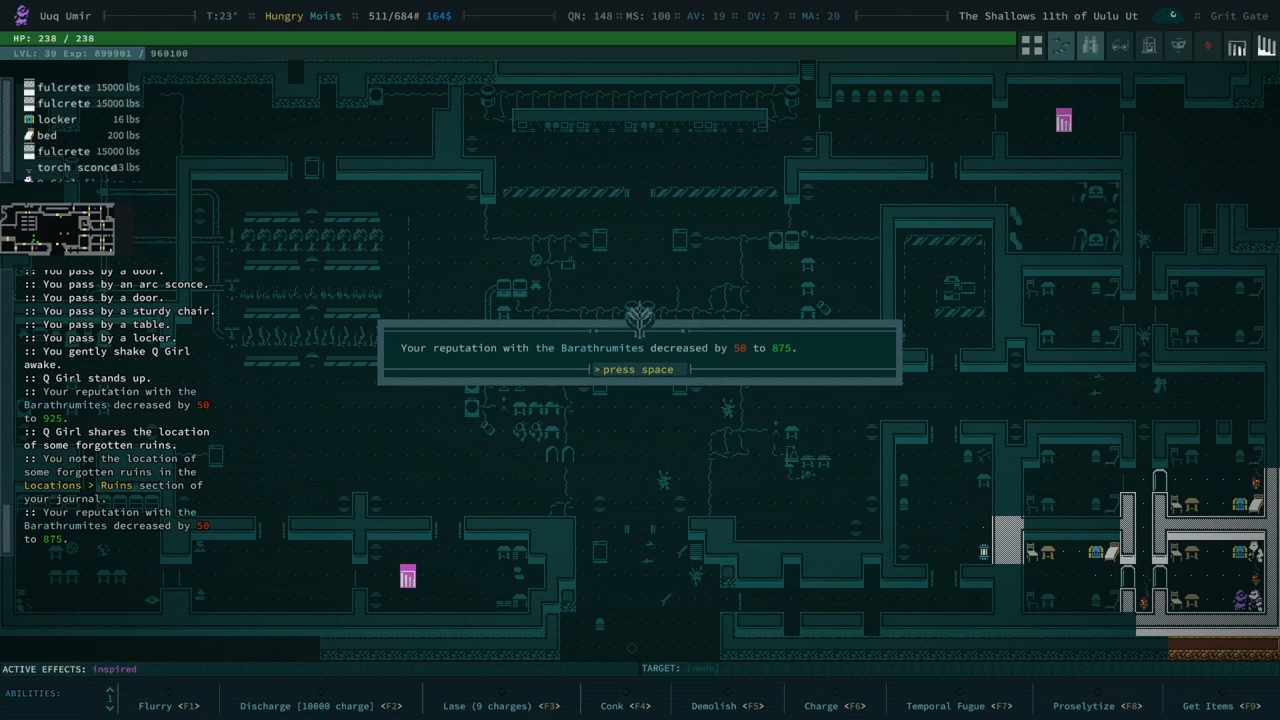 Uuq Umir
T:23° Hungry Moist 511/684# 164$
QN: 148 MS: 100 AV: 19 DV: 7 MA: 20
The Shallows 11th of Uulu Ut
Grit Gate
HP: 238 / 238
LVL: 39 Exp: 899901 / 960100
fulcrete 15000 lbs
fulcrete 15000 lbs
locker 16 lbs
bed 200 lbs
fulcrete 15000 lbs
torch sconce 13 lbs
:: You pass by a door.
:: You pass by an arc sconce.
:: You pass by a door.
:: You pass by a sturdy chair.
:: You pass by a table.
:: You pass by a locker.
:: You gently shake Q Girl
awake.
:: Q Girl stands up.
:: Your reputation with the
Barathrumites decreased by 50
to 925.
:: Q Girl shares the location
of some forgotten ruins.
:: You note the location of
some forgotten ruins in the
Locations > Ruins section of
your journal.
:: Your reputation with the
Barathrumites decreased by 50
to 875.
Your reputation with the Barathrumites decreased by 50 to 875.
> press space
ACTIVE EFFECTS: inspired
TARGET: [none]
ABILITIES:
1
Flurry <F1>
Discharge [10000 charge] <F2>
Lase (9 charges) <F3>
Conk <F4>
Demolish <F5>
Charge <F6>
Temporal Fugue <F7>
Proselytize <F8>
Get Items <F9>